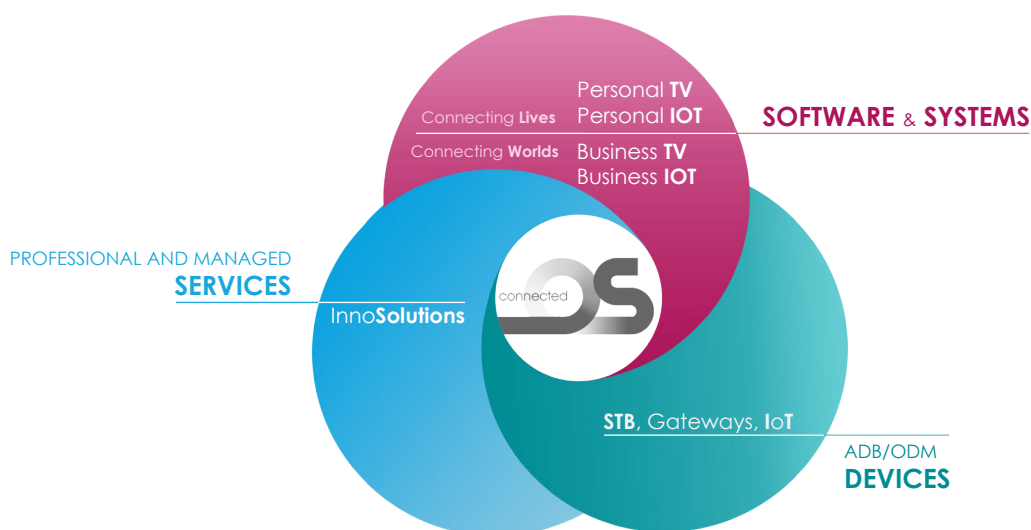 Personal TV
Connecting Lives Personal IOT
SOFTWARE & SYSTEMS
Connecting Worlds Business TV
Business IOT
PROFESSIONAL AND MANAGED
SERVICES
InnoSolutions
connected OS
STB, Gateways, IoT
ADB/ODM
DEVICES